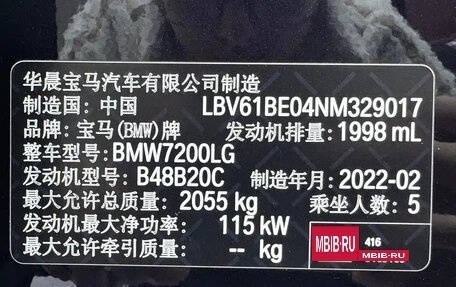 华晨宝马汽车有限公司制造
制造国: 中国 LBV61BE04NM329017
品牌: 宝马(BMW)牌 发动机排量: 1998 mL
整车型号: BMW7200LG
发动机型号: B48B20C 制造年月: 2022-02
最大允许总质量: 2055 kg 乘坐人数: 5
发动机最大净功率: 115 kW
最大允许牵引质量: -- kg
MBIB.RU 416
MBIB.RU